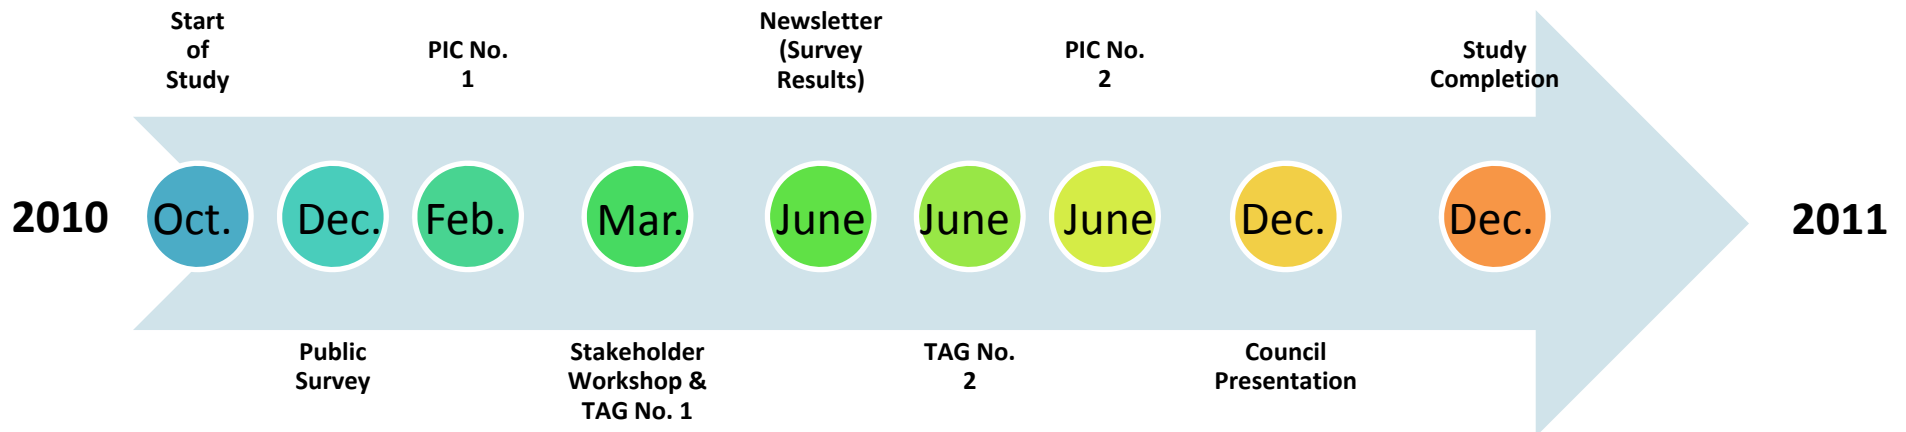 Start
of
Study
PIC No.
1
Newsletter
(Survey
Results)
PIC No.
2
Study
Completion
2010
Oct.
Dec.
Feb.
Mar.
June
June
June
Dec.
Dec.
2011
Public
Survey
Stakeholder
Workshop &
TAG No. 1
TAG No.
2
Council
Presentation